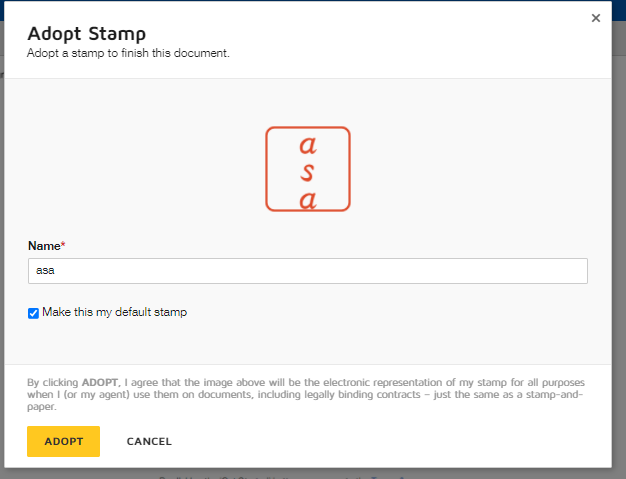 Adopt Stamp
Adopt a stamp to finish this document.
a
s
a
Name*
asa
Make this my default stamp
By clicking ADOPT, I agree that the image above will be the electronic representation of my stamp for all purposes
when I (or my agent) use them on documents, including legally binding contracts – just the same as a stamp-and-
paper.
ADOPT CANCEL